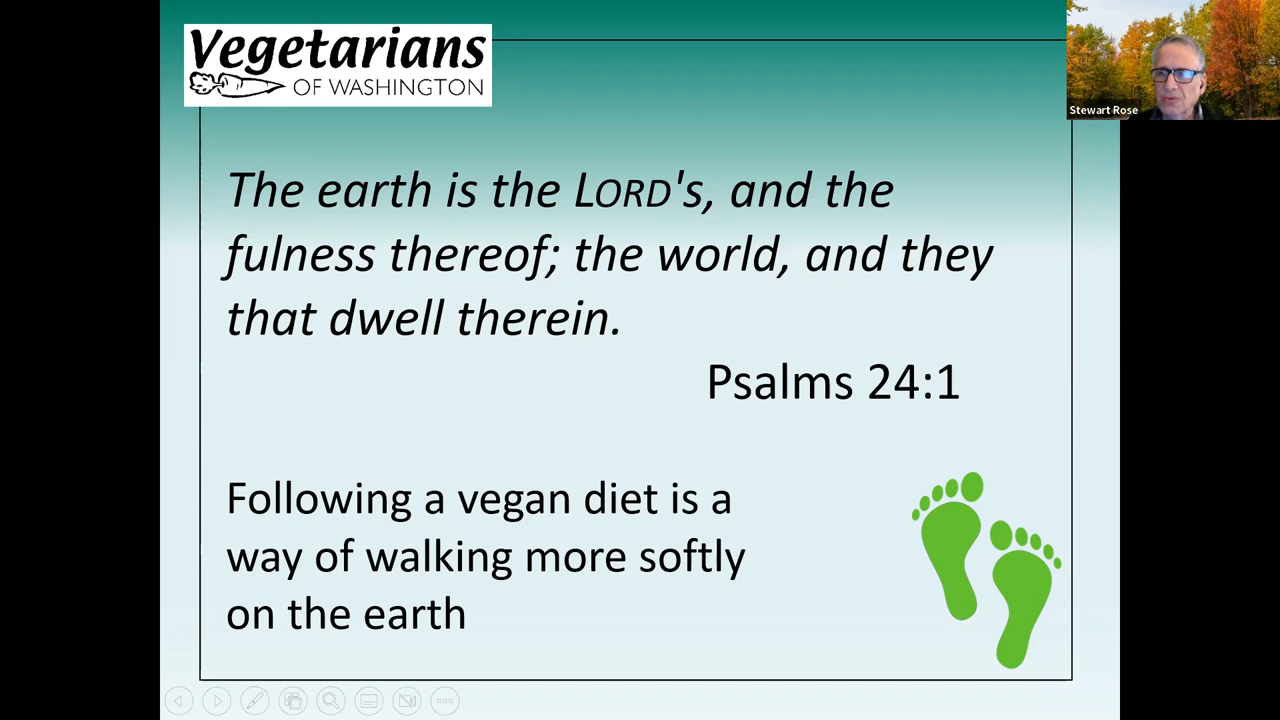 Vegetarians
OF WASHINGTON
Stewart Rose
The earth is the LORD's, and the
fulness thereof; the world, and they
that dwell therein.
Psalms 24:1
Following a vegan diet is a
way of walking more softly
on the earth